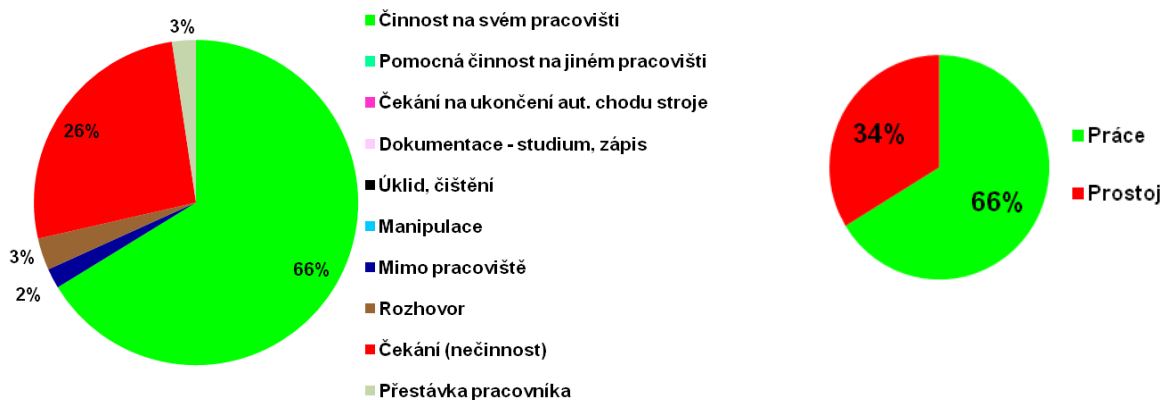 3%
26%
3%
2%
66%
Činnost na svém pracovišti
Pomocná činnost na jiném pracovišti
Čekání na ukončení aut. chodu stroje
Dokumentace - studium, zápis
Úklid, čištění
Manipulace
Mimo pracoviště
Rozhovor
Čekání (nečinnost)
Přestávka pracovníka
34%
66%
Práce
Prostoj